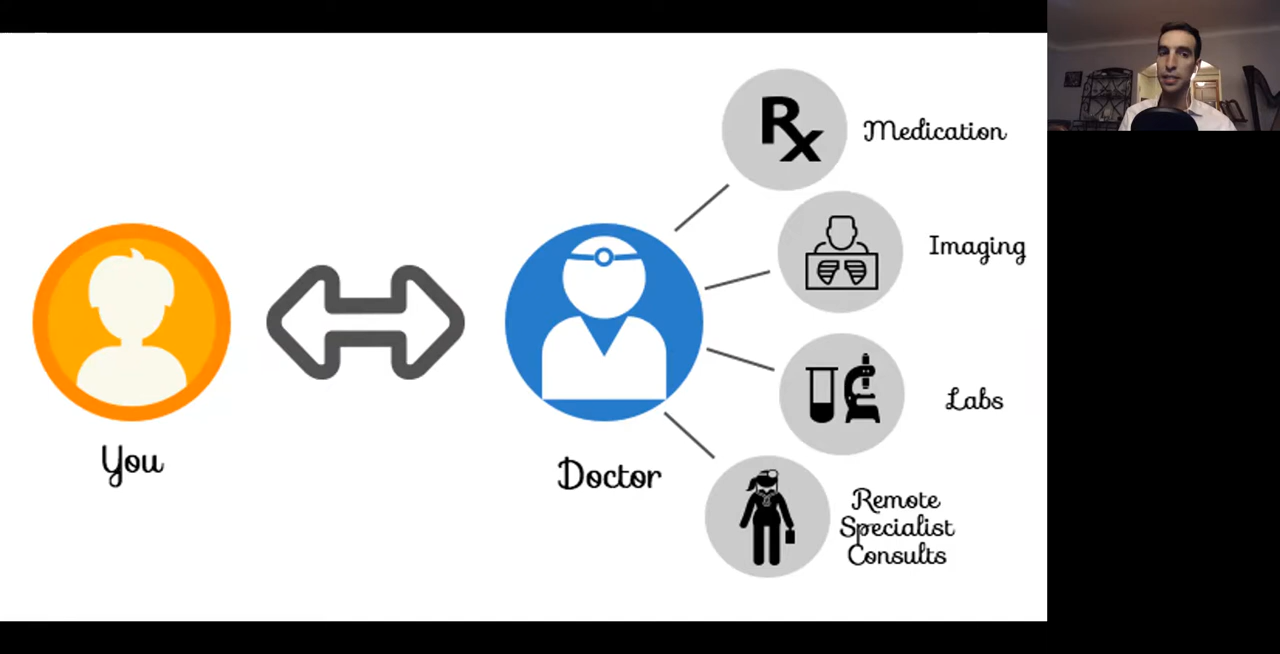 Rx
Medication
Imaging
Labs
You
Doctor
Remote
Specialist
Consults